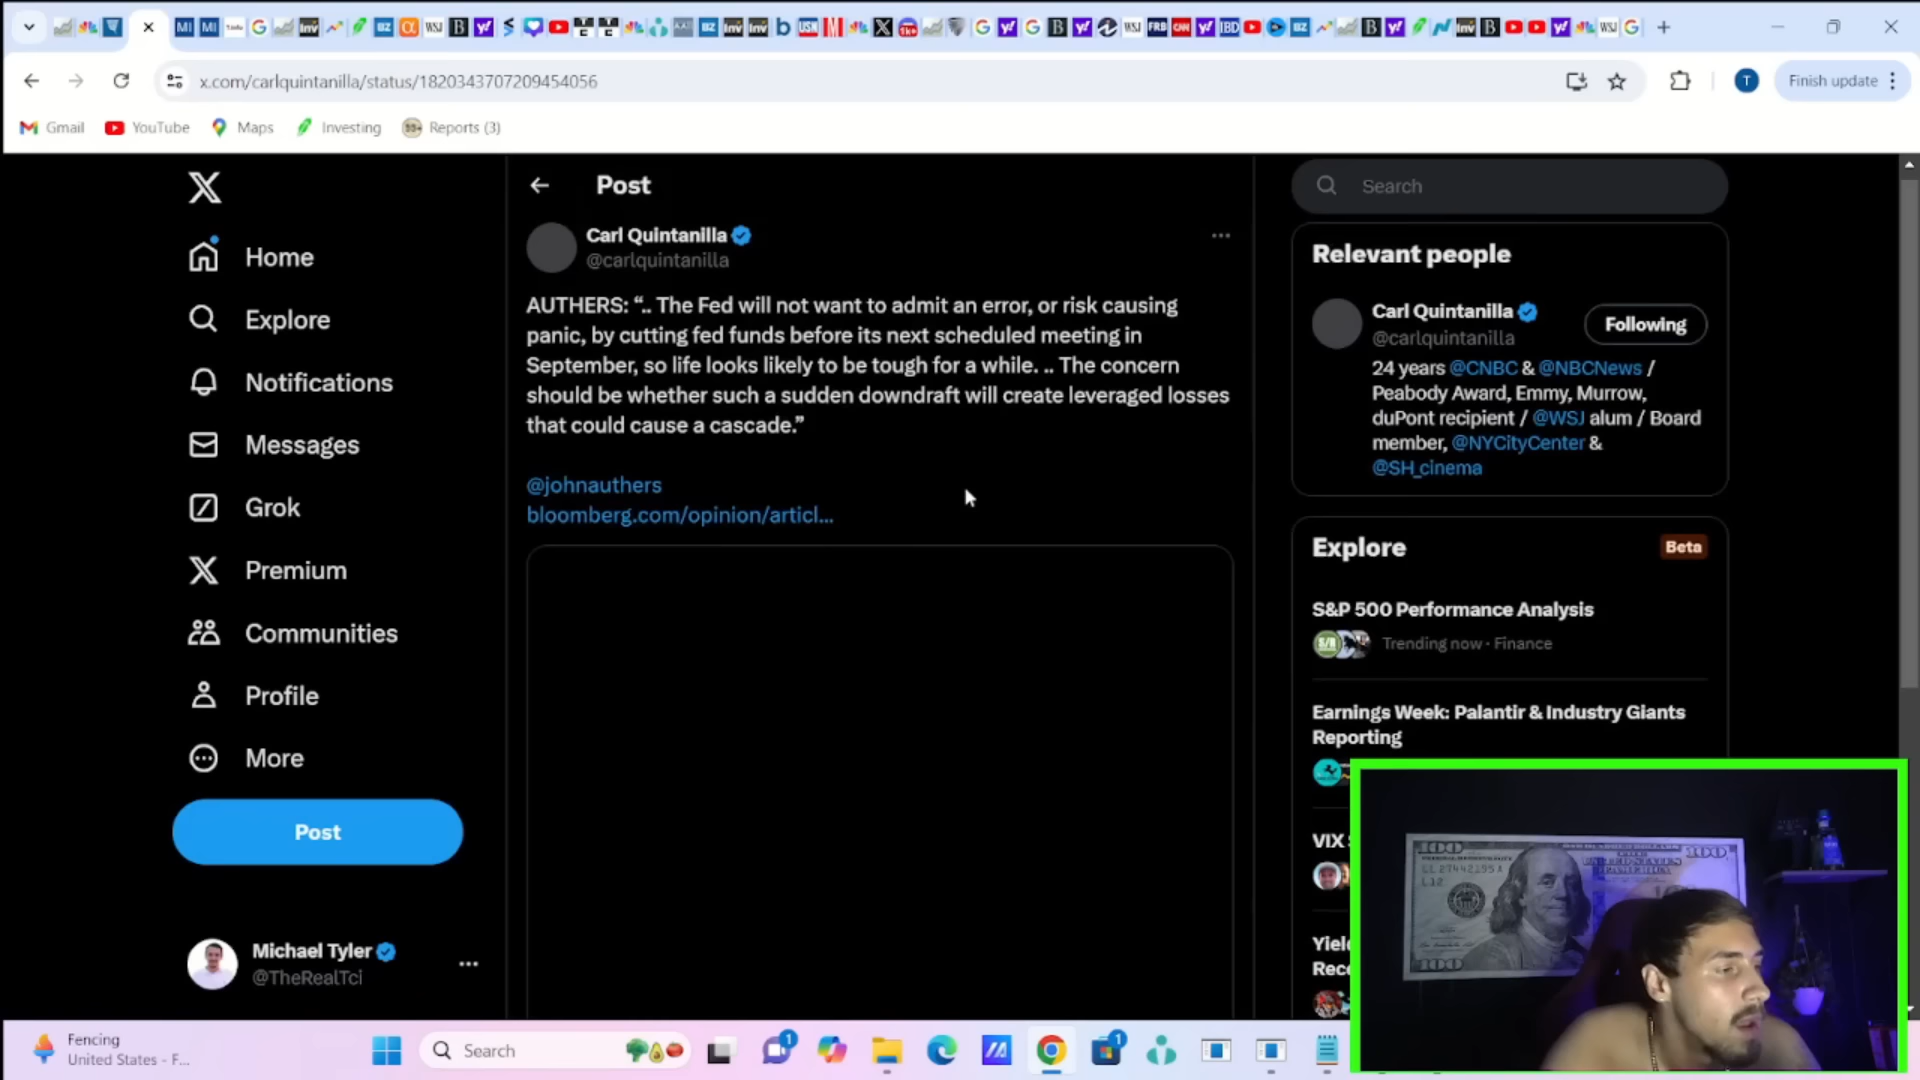 x.com/carlquintanilla/status/1820343707209454056
Finish update
Gmail
YouTube
Maps
Investing
Reports (3)
Post
Carl Quintanilla
@carlquintanilla
AUTHERS: “.. The Fed will not want to admit an error, or risk causing
panic, by cutting fed funds before its next scheduled meeting in
September, so life looks likely to be tough for a while. .. The concern
should be whether such a sudden downdraft will create leveraged losses
that could cause a cascade.”
@johnauthers
bloomberg.com/opinion/articl...
Home
Explore
Notifications
Messages
Grok
Premium
Communities
Profile
More
Post
Michael Tyler
@TheRealTci
Search
Relevant people
Carl Quintanilla
@carlquintanilla
Following
24 years @CNBC & @NBCNews /
Peabody Award, Emmy, Murrow,
duPont recipient / @WSJ alum / Board
member, @NYCityCenter &
@SH_cinema
Explore
Beta
S&P 500 Performance Analysis
Trending now · Finance
Earnings Week: Palantir & Industry Giants
Reporting
VIX
Yiel
Rec
100
100
100
Fencing
United States - F...
Search